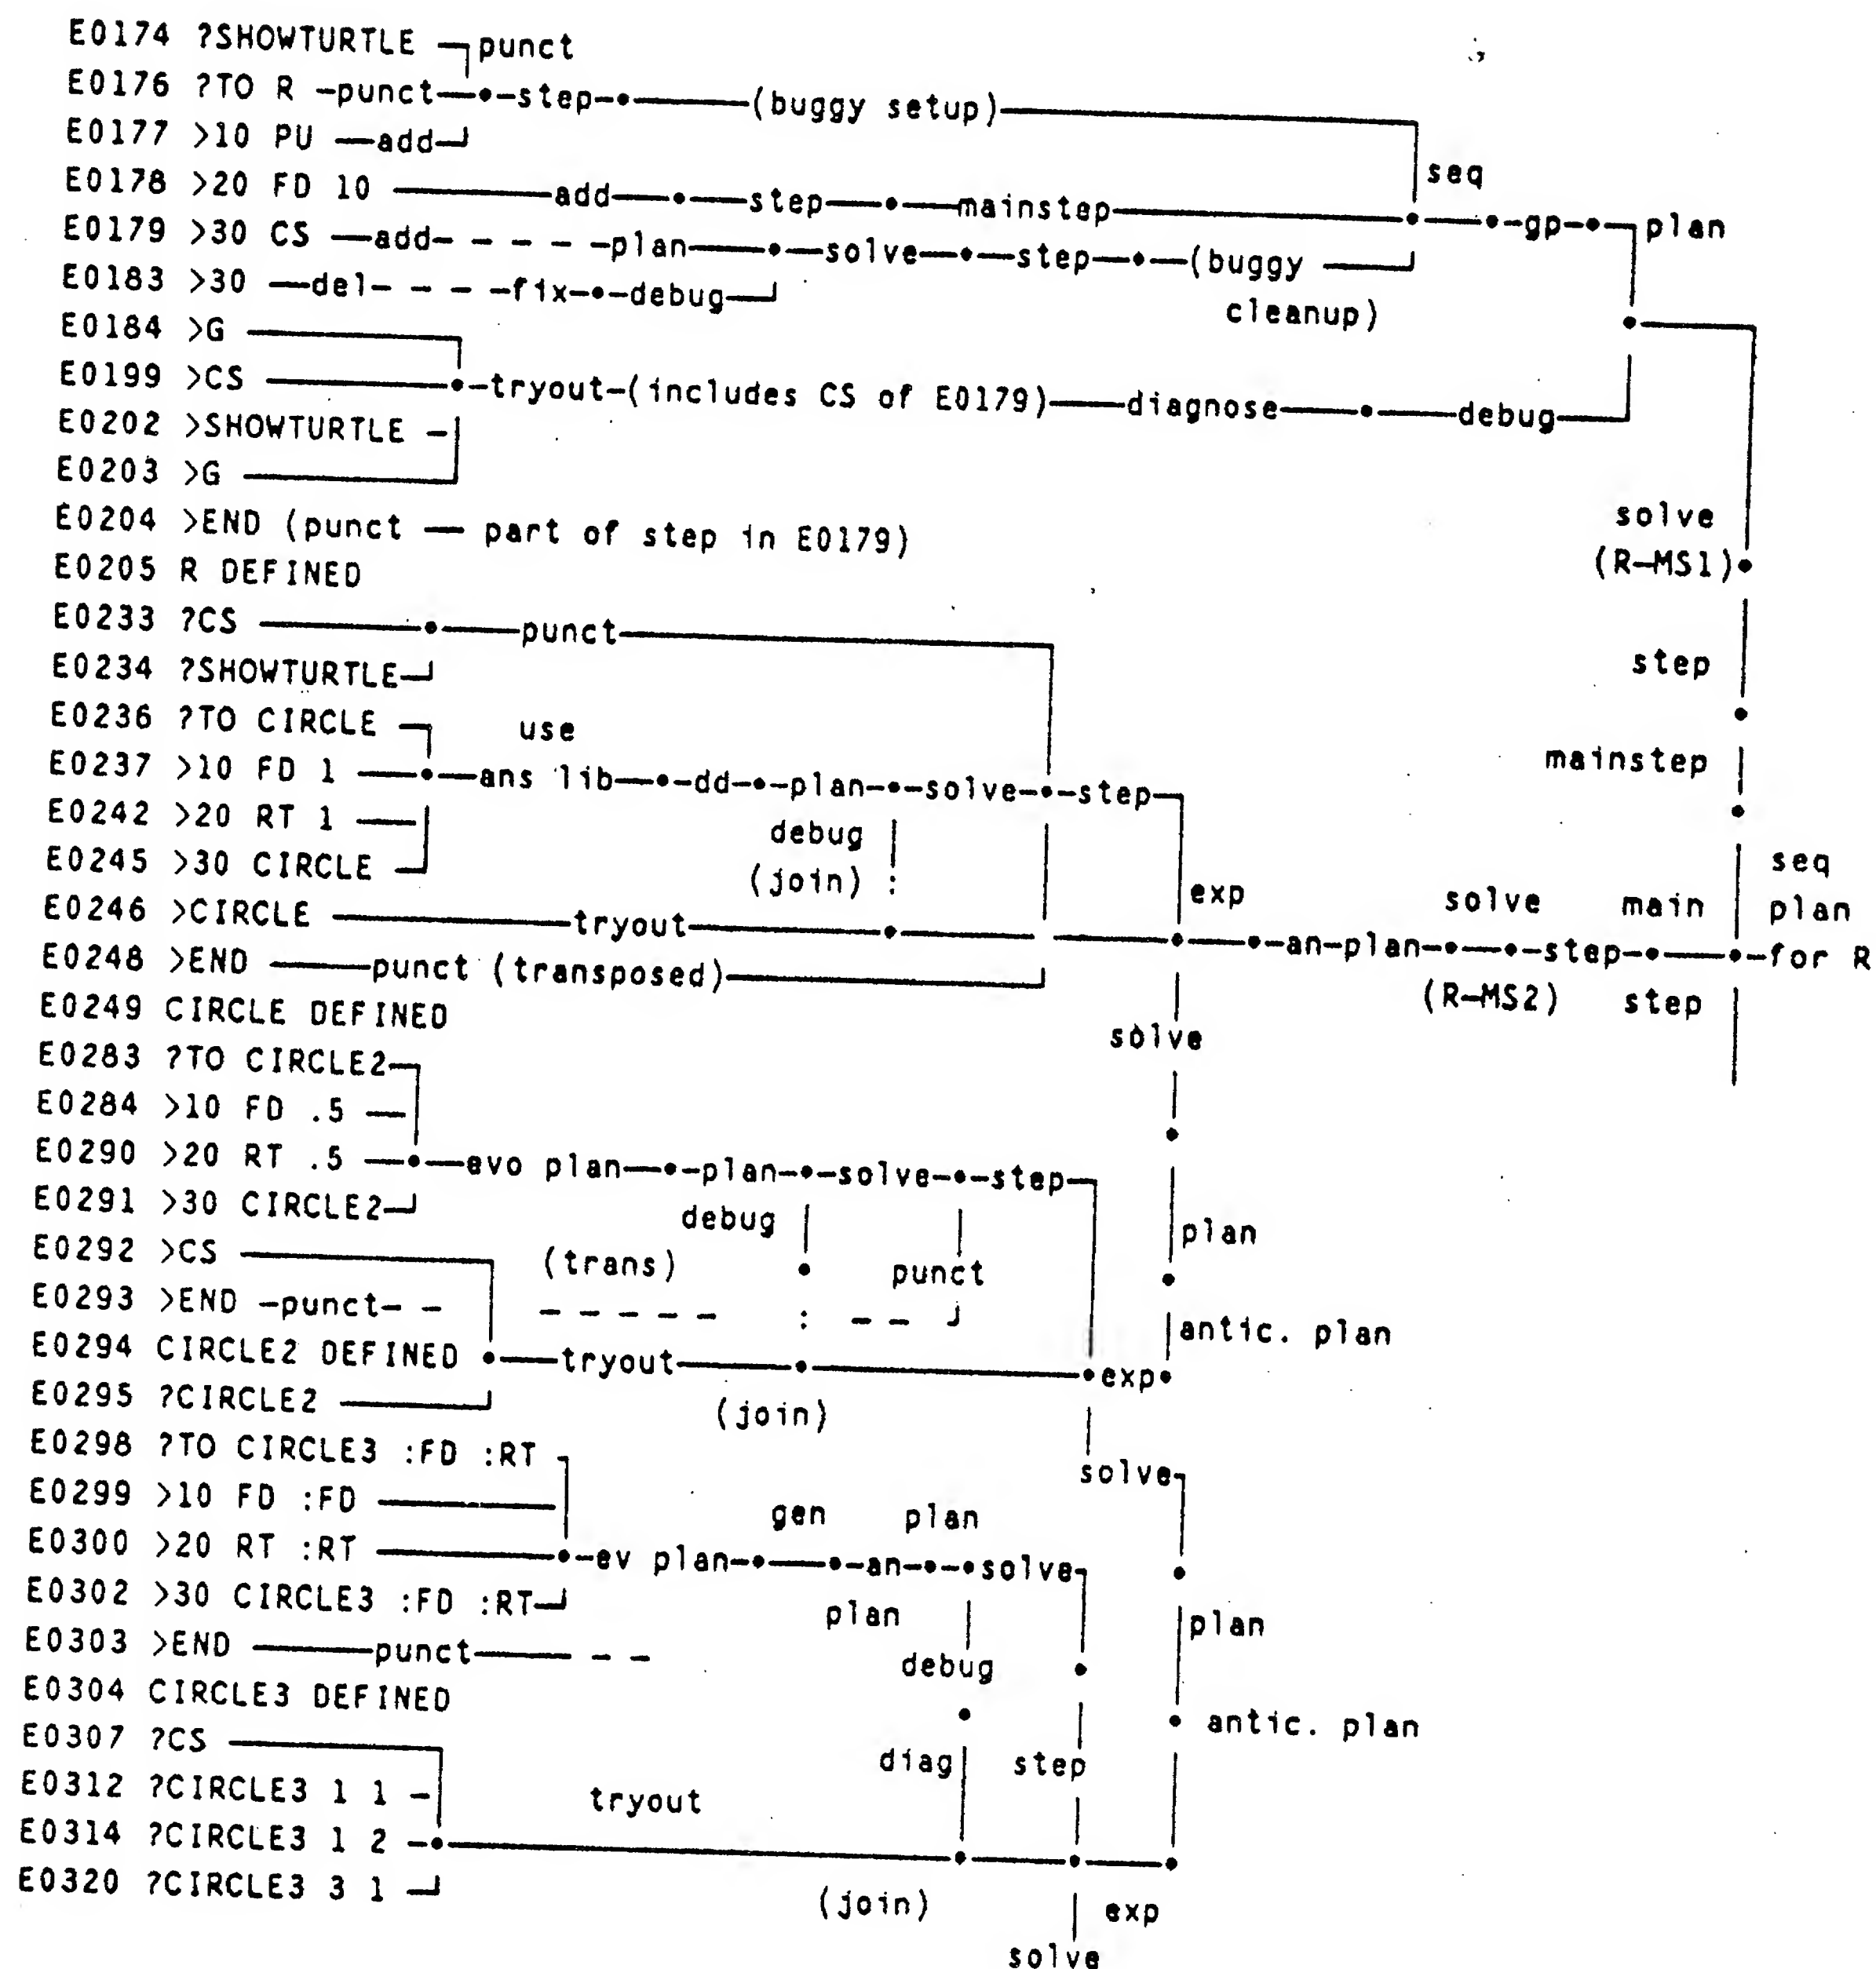 E0174 ?SHOWTURTLE punct
E0176 ?TO R -punct step (buggy setup)
E0177 >10 PU add
seq
E0178 >20 FD 10 add step mainstep gp plan
E0179 >30 CS add plan solve step (buggy
E0183 >30 del fix debug cleanup)
E0184 >G
E0199 >CS tryout-(includes CS of E0179) diagnose debug
E0202 >SHOWTURTLE
E0203 >G
E0204 >END (punct — part of step in E0179) solve
E0205 R DEFINED (R-MS1)
E0233 ?CS punct
E0234 ?SHOWTURTLE step
E0236 ?TO CIRCLE use
E0237 >10 FD 1 ans lib dd plan solve step mainstep
E0242 >20 RT 1 debug
E0245 >30 CIRCLE (join) exp seq
E0246 >CIRCLE tryout solve main plan
E0248 >END punct (transposed) an-plan step for R
(R-MS2) step
E0249 CIRCLE DEFINED solve
E0283 ?TO CIRCLE2
E0284 >10 FD .5
E0290 >20 RT .5 evo plan plan solve step
E0291 >30 CIRCLE2 debug plan
E0292 >CS (trans) punct
E0293 >END -punct- antic. plan
E0294 CIRCLE2 DEFINED tryout exp
E0295 ?CIRCLE2 (join)
E0298 ?TO CIRCLE3 :FD :RT solve
E0299 >10 FD :FD gen plan
E0300 >20 RT :RT ev plan an solve
E0302 >30 CIRCLE3 :FD :RT plan plan
E0303 >END punct debug
E0304 CIRCLE3 DEFINED antic. plan
E0307 ?CS diag step
E0312 ?CIRCLE3 1 1 tryout
E0314 ?CIRCLE3 1 2
E0320 ?CIRCLE3 3 1 (join) exp
solve